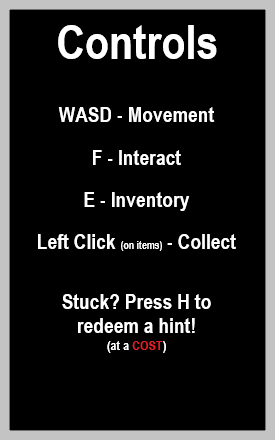 Controls
WASD - Movement
F - Interact
E - Inventory
Left Click (on items) - Collect
Stuck? Press H to
redeem a hint!
(at a COST)